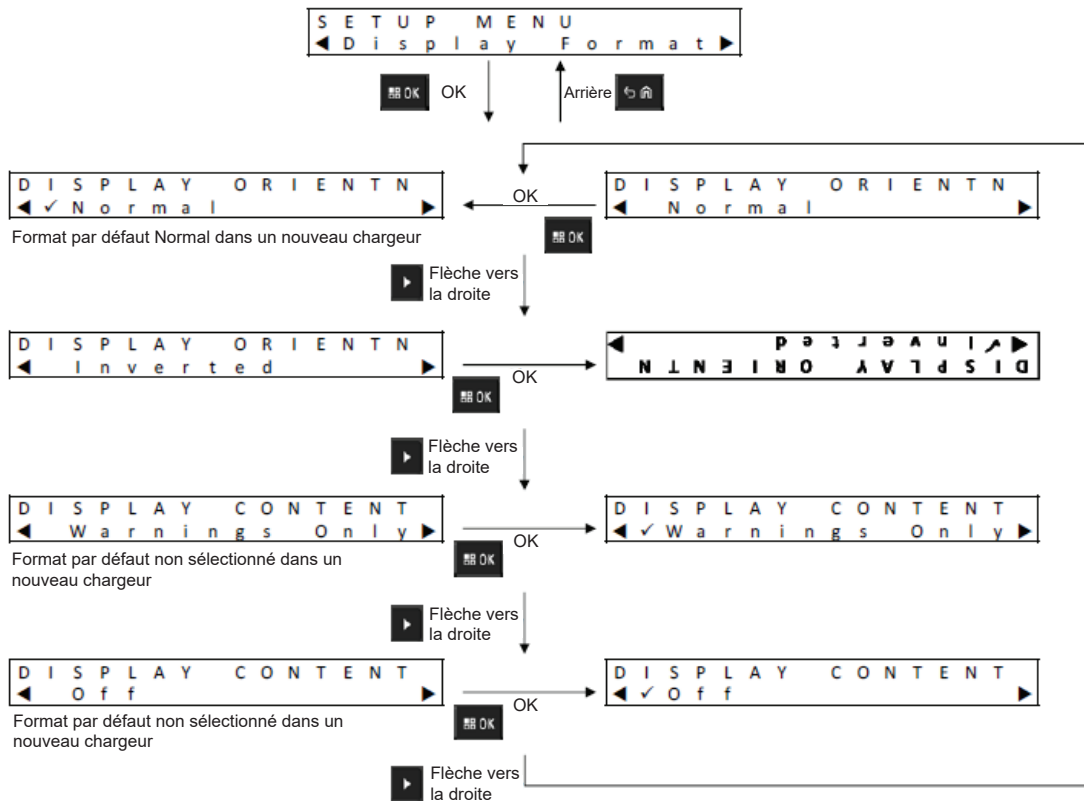 SETUP MENU
◀Display Format▶
OK
OK
Arrière
DISPLAY ORIENTN
◀✓Normal▶
OK
DISPLAY ORIENTN
◀ Normal▶
Format par défaut Normal dans un nouveau chargeur
OK
Flèche vers
la droite
DISPLAY ORIENTN
◀ Inverted▶
OK
OK
DISPLAY ORIENTN
◀✓Inverted▶
Flèche vers
la droite
DISPLAY CONTENT
◀ Warnings Only▶
OK
OK
DISPLAY CONTENT
◀✓Warnings Only▶
Format par défaut non sélectionné dans un
nouveau chargeur
Flèche vers
la droite
DISPLAY CONTENT
◀ Off▶
OK
OK
DISPLAY CONTENT
◀✓Off▶
Format par défaut non sélectionné dans un
nouveau chargeur
Flèche vers
la droite